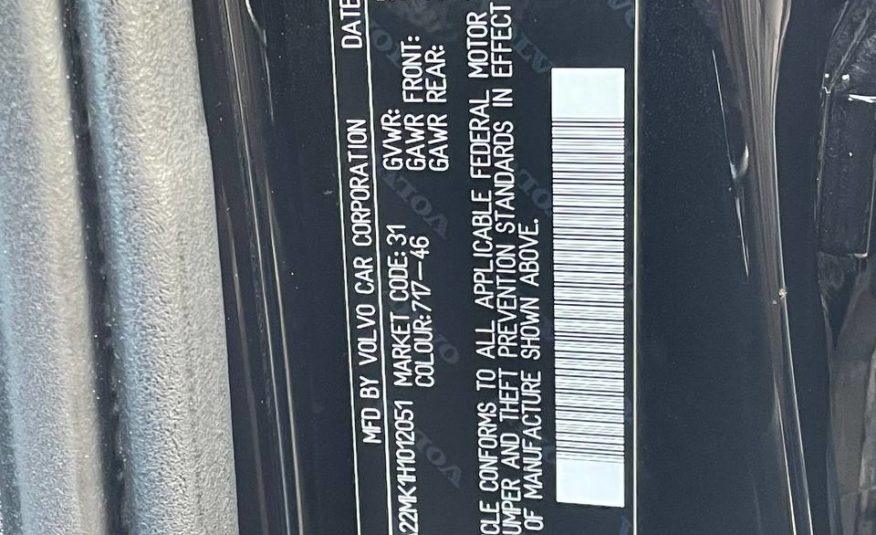 MFD BY VOLVO CAR CORPORATION DATE
A22MK1H1012051 MARKET CODE: 31 GVWR:
COLOUR: 717-46 GAWR FRONT:
GAWR REAR:
CLE CONFORMS TO ALL APPLICABLE FEDERAL MOTOR
UMPER AND THEFT PREVENTION STANDARDS IN EFFECT
OF MANUFACTURE SHOWN ABOVE.